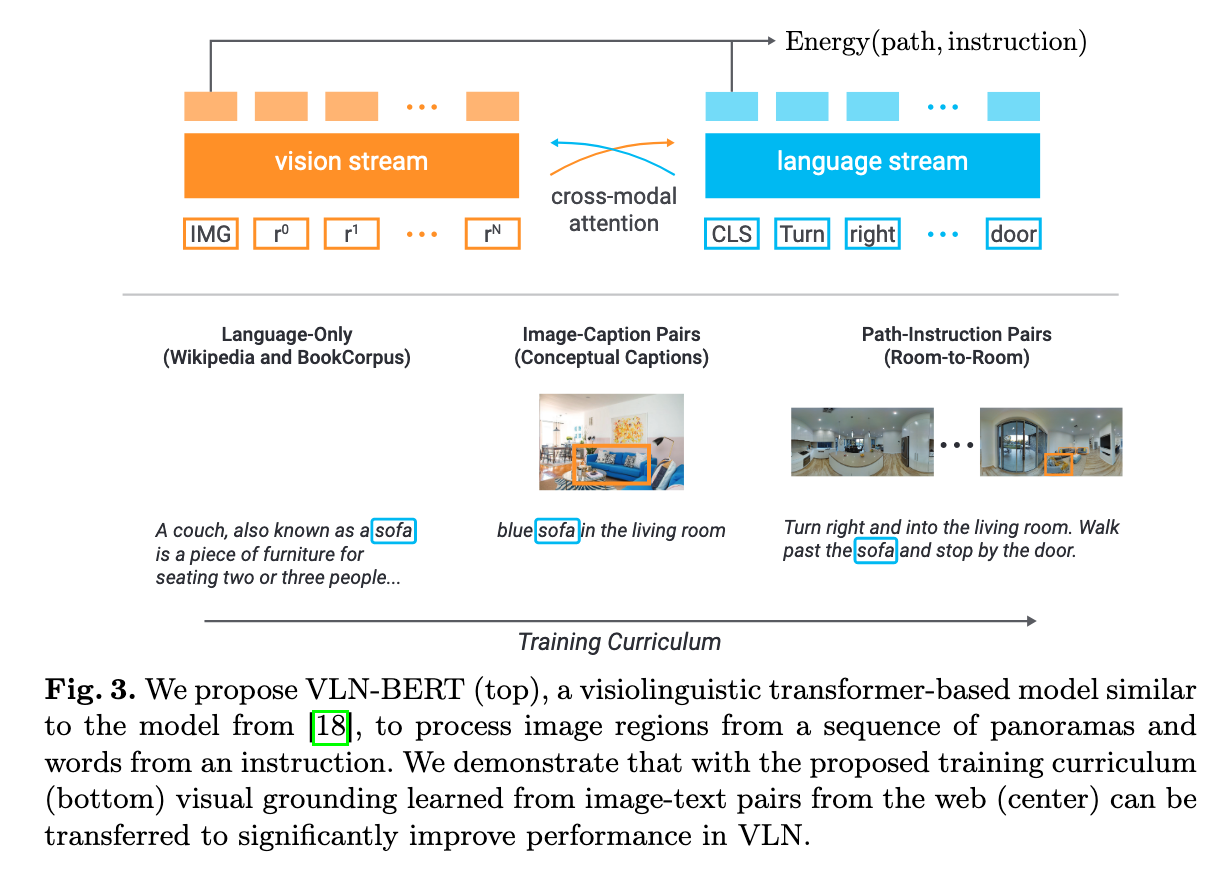 Energy(path, instruction)
vision stream
language stream
cross-modal
attention
IMG r⁰ r¹ ··· rᴺ
CLS Turn right ··· door
Language-Only
(Wikipedia and BookCorpus)
Image-Caption Pairs
(Conceptual Captions)
Path-Instruction Pairs
(Room-to-Room)
A couch, also known as a sofa
is a piece of furniture for
seating two or three people...
blue sofa in the living room
Turn right and into the living room. Walk
past the sofa and stop by the door.
Training Curriculum
Fig. 3. We propose VLN-BERT (top), a visiolinguistic transformer-based model similar
to the model from [18], to process image regions from a sequence of panoramas and
words from an instruction. We demonstrate that with the proposed training curriculum
(bottom) visual grounding learned from image-text pairs from the web (center) can be
transferred to significantly improve performance in VLN.